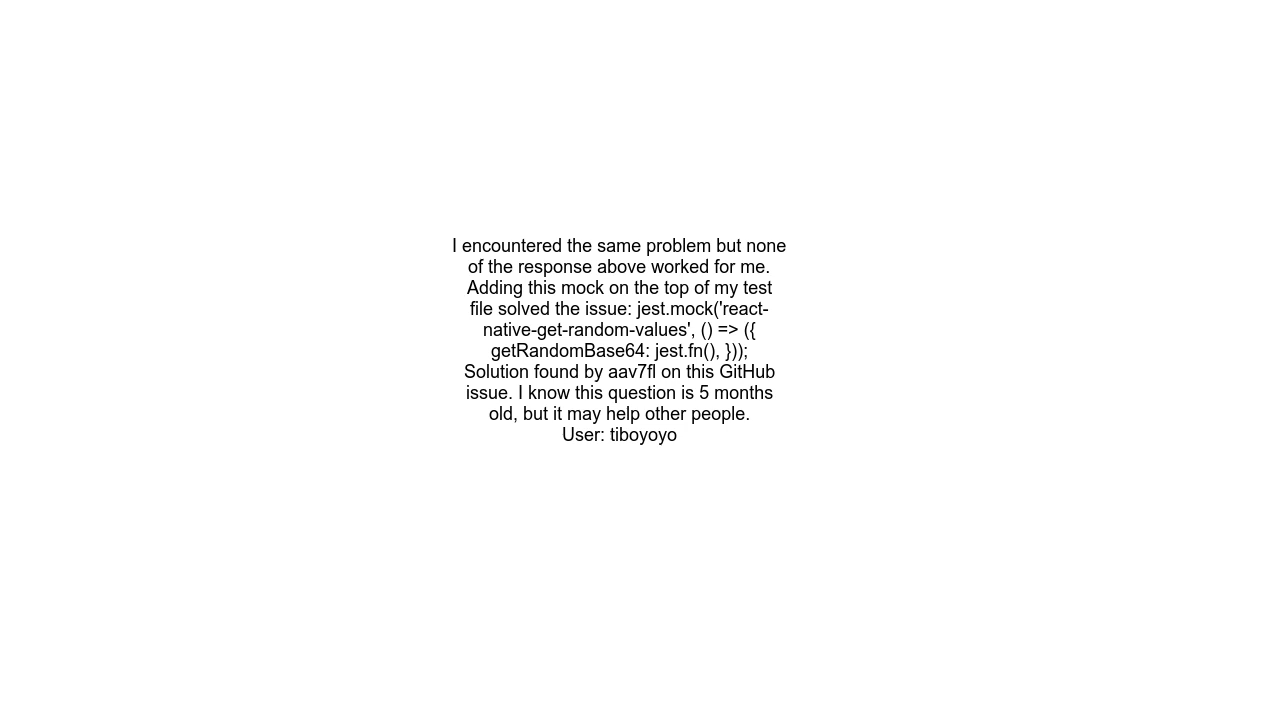 I encountered the same problem but none
of the response above worked for me.
Adding this mock on the top of my test
file solved the issue: jest.mock('react-
native-get-random-values', () => ({
getRandomBase64: jest.fn(), }));
Solution found by aav7fl on this GitHub
issue. I know this question is 5 months
old, but it may help other people.
User: tiboyoyo